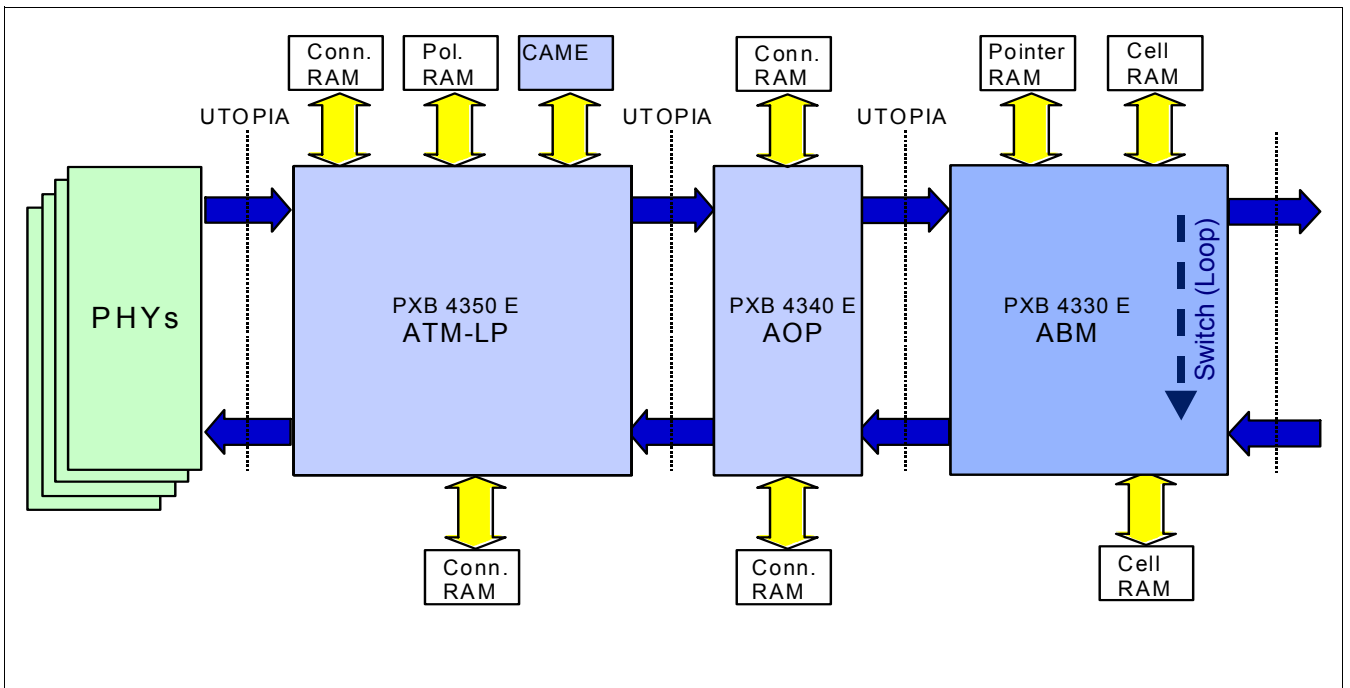 Conn.
RAM
Pol.
RAM
CAME
Conn.
RAM
Pointer
RAM
Cell
RAM
UTOPIA
UTOPIA
UTOPIA
PHYs
PXB 4350 E
ATM-LP
PXB 4340 E
AOP
PXB 4330 E
ABM
Switch (Loop)
Conn.
RAM
Conn.
RAM
Cell
RAM